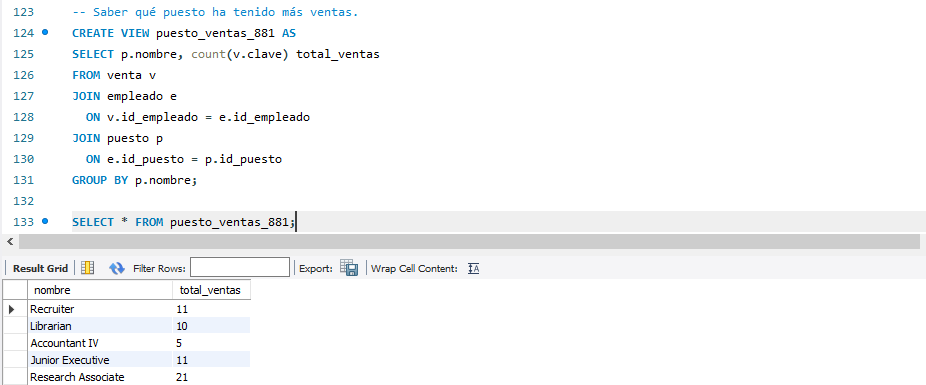 123 -- Saber qué puesto ha tenido más ventas.
124 CREATE VIEW puesto_ventas_881 AS
125 SELECT p.nombre, count(v.clave) total_ventas
126 FROM venta v
127 JOIN empleado e
128 ON v.id_empleado = e.id_empleado
129 JOIN puesto p
130 ON e.id_puesto = p.id_puesto
131 GROUP BY p.nombre;
132
133 SELECT * FROM puesto_ventas_881;
Result Grid Filter Rows: Export: Wrap Cell Content:
nombre total_ventas
Recruiter 11
Librarian 10
Accountant IV 5
Junior Executive 11
Research Associate 21